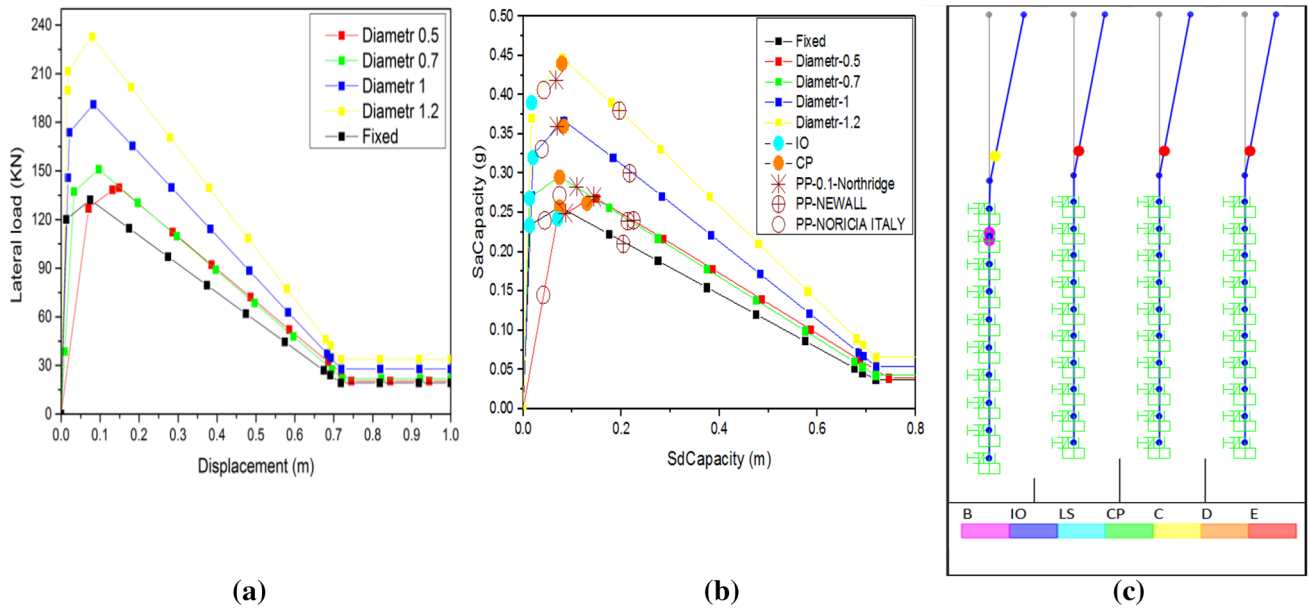 240
210
180
150
120
90
60
30
0
Lateral load (KN)
0.0 0.1 0.2 0.3 0.4 0.5 0.6 0.7 0.8 0.9 1.0
Displacement (m)
Diametr 0.5
Diametr 0.7
Diametr 1
Diametr 1.2
Fixed
(a)
0.50
0.45
0.40
0.35
0.30
0.25
0.20
0.15
0.10
0.05
0.00
SaCapacity (g)
0.0 0.2 0.4 0.6 0.8
SdCapacity (m)
Fixed
Diametr-0.5
Diametr-0.7
Diametr-1
Diametr-1.2
IO
CP
PP-0.1-Northridge
PP-NEWALL
PP-NORICIA ITALY
(b)
B IO LS CP C D E
(c)